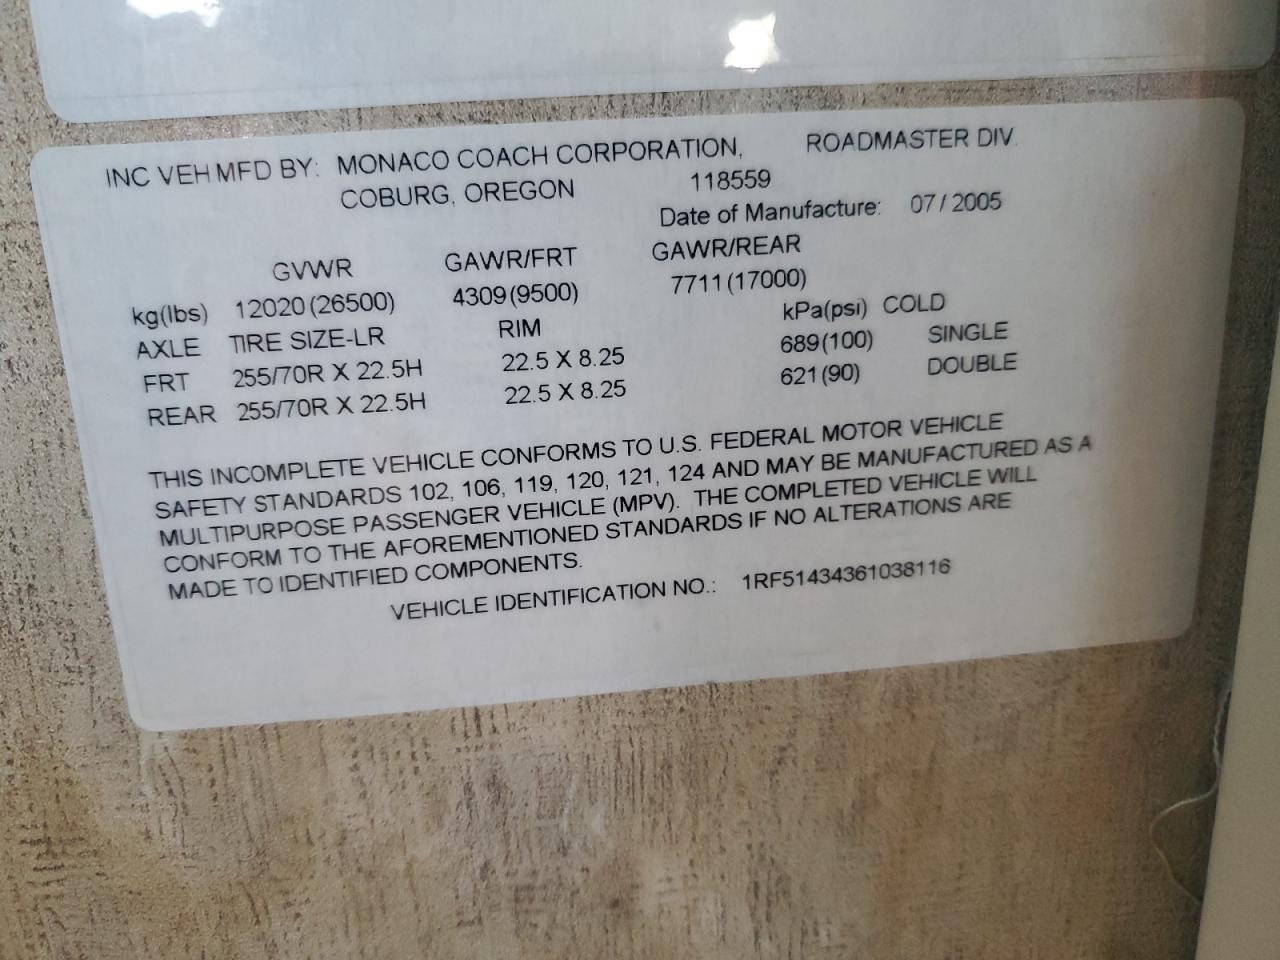 INC VEH MFD BY: MONACO COACH CORPORATION, ROADMASTER DIV.
COBURG, OREGON 118559
Date of Manufacture: 07 / 2005
GVWR GAWR/FRT GAWR/REAR
kg(lbs) 12020 (26500) 4309 (9500) 7711 (17000)
AXLE TIRE SIZE-LR RIM kPa(psi) COLD
FRT 255/70R X 22.5H 22.5 X 8.25 689 (100) SINGLE
REAR 255/70R X 22.5H 22.5 X 8.25 621 (90) DOUBLE
THIS INCOMPLETE VEHICLE CONFORMS TO U.S. FEDERAL MOTOR VEHICLE
SAFETY STANDARDS 102, 106, 119, 120, 121, 124 AND MAY BE MANUFACTURED AS A
MULTIPURPOSE PASSENGER VEHICLE (MPV). THE COMPLETED VEHICLE WILL
CONFORM TO THE AFOREMENTIONED STANDARDS IF NO ALTERATIONS ARE
MADE TO IDENTIFIED COMPONENTS.
VEHICLE IDENTIFICATION NO.: 1RF51434361038116